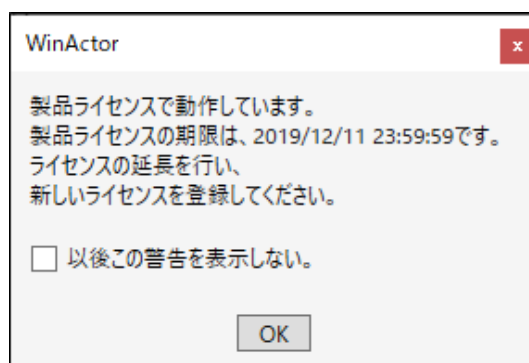 WinActor
x
製品ライセンスで動作しています。
製品ライセンスの期限は、2019/12/11 23:59:59です。
ライセンスの延長を行い、
新しいライセンスを登録してください。
以後この警告を表示しない。
OK